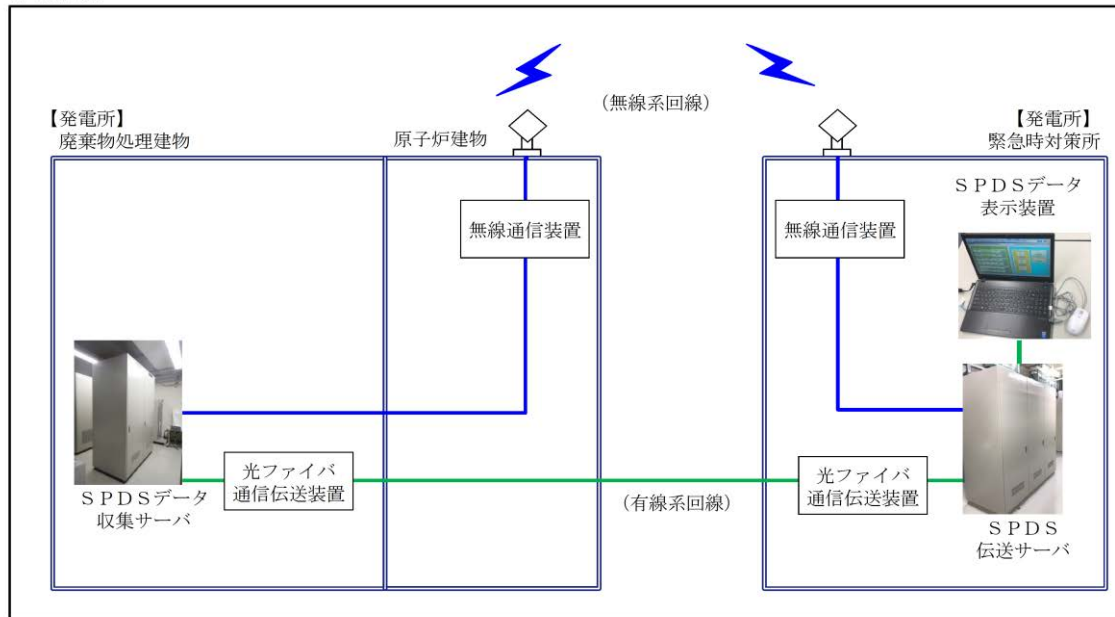 (無線系回線)
【発電所】
廃棄物処理建物
原子炉建物
無線通信装置
【発電所】
緊急時対策所
SPDSデータ
表示装置
無線通信装置
光ファイバ
通信伝送装置
SPDSデータ
収集サーバ
(有線系回線)
光ファイバ
通信伝送装置
SPDS
伝送サーバ